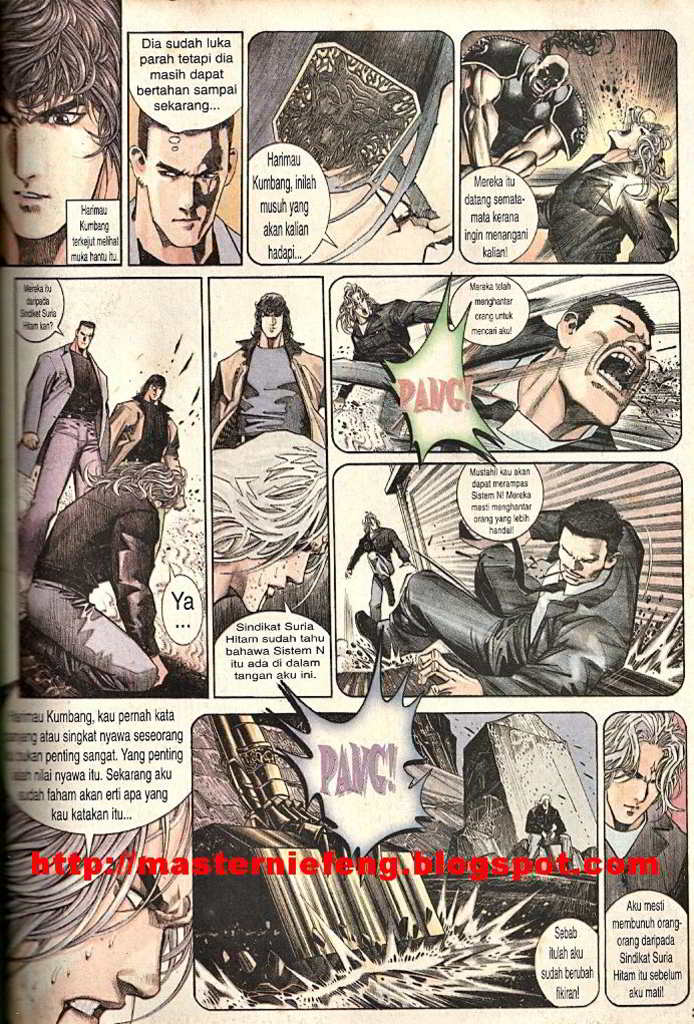 Harimau
Kumbang
terkejut melihat
muka hantu itu.
Dia sudah luka
parah tetapi dia
masih dapat
bertahan sampai
sekarang...
Harimau
Kumbang, inilah
musuh yang
akan kalian
hadapi...
Mereka itu
datang semata-
mata kerana
ingin menangani
kalian!
Mereka itu
daripada
Sindiket Suria
Hitam kan?
Ya
...
Sindikat Suria
Hitam sudah tahu
bahawa Sistem N
itu ada di dalam
tangan aku ini.
Mereka telah
menghantar
orang untuk
mencari aku!
PANG!
Mustahil kau akan
dapat merampas
Sistem N! Mereka
mesti menghantar
orang yang lebih
handal!
Harimau Kumbang, kau pernah kata
atau singkat nyawa seseorang
bukan penting sangat. Yang penting
nilai nyawa itu. Sekarang aku
sudah faham akan erti apa yang
kau katakan itu...
PANG!
Sebab
itulah aku
sudah berubah
fikiran!
Aku mesti
membunuh orang-
orang daripada
Sindikat Suria
Hitam itu sebelum
aku mati!
http://masterniefeng.blogspot.com